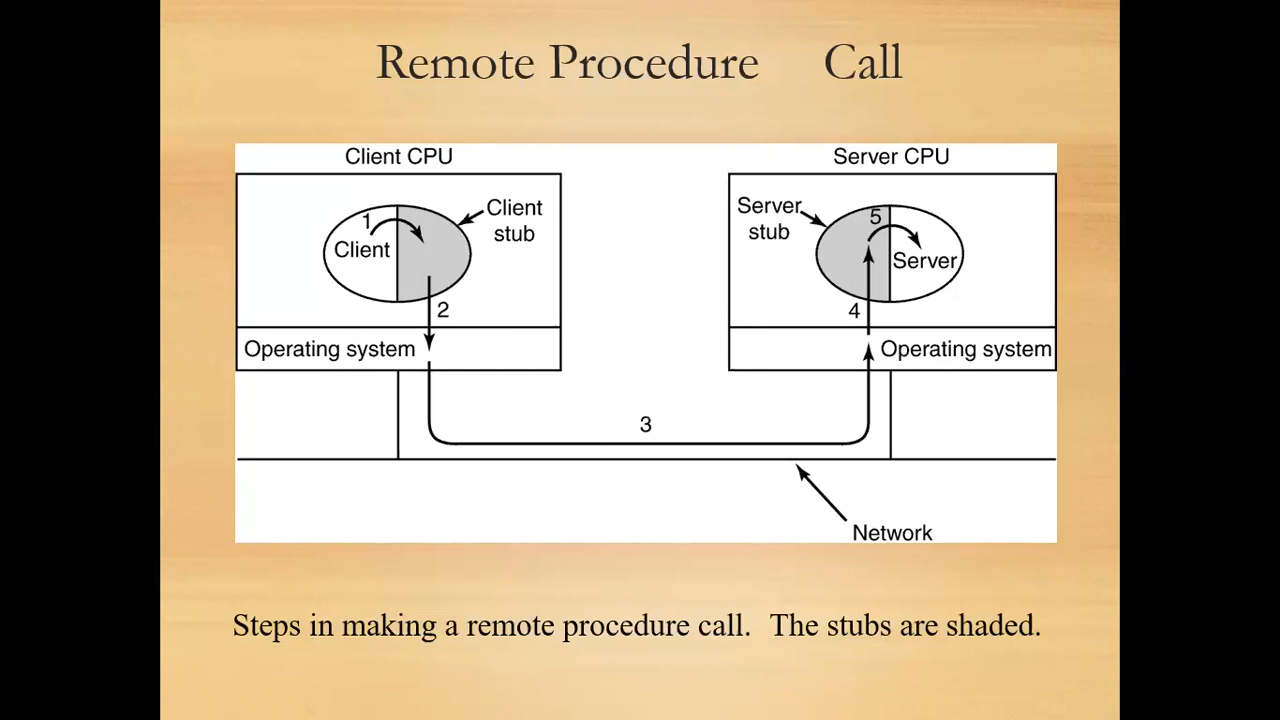 Remote Procedure Call
Client CPU
Server CPU
1
Client
Client
stub
2
Operating system
Server
stub
5
Server
4
Operating system
3
Network
Steps in making a remote procedure call. The stubs are shaded.